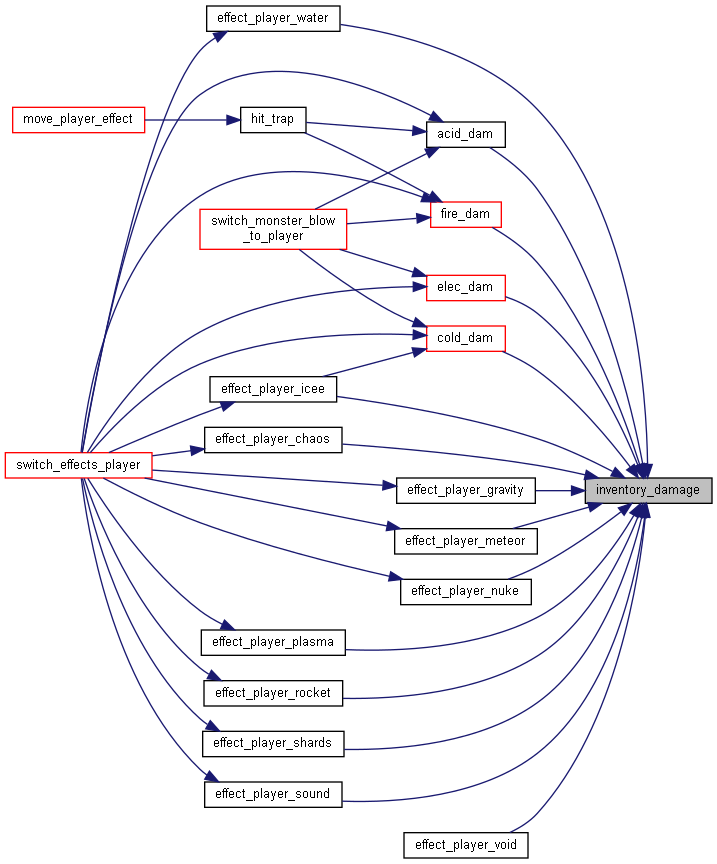 effect_player_water
move_player_effect
hit_trap
acid_dam
fire_dam
switch_monster_blow
_to_player
elec_dam
cold_dam
effect_player_icee
effect_player_chaos
switch_effects_player
effect_player_gravity
inventory_damage
effect_player_meteor
effect_player_nuke
effect_player_plasma
effect_player_rocket
effect_player_shards
effect_player_sound
effect_player_void